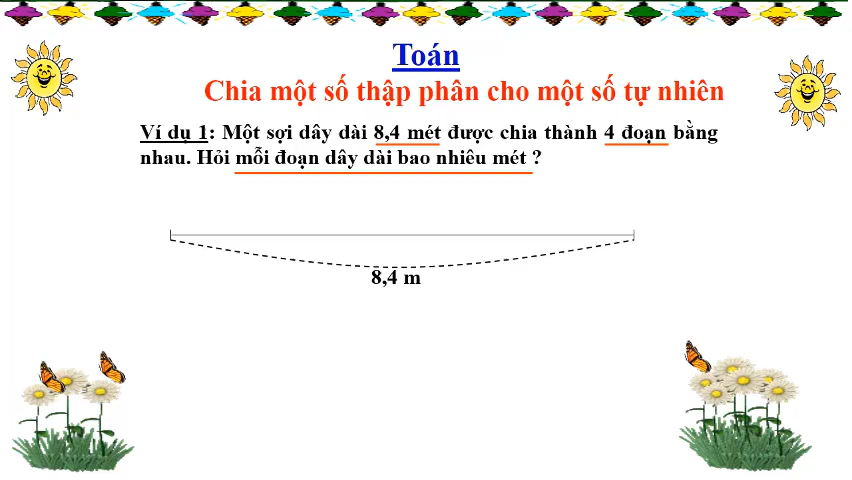 Toán
Chia một số thập phân cho một số tự nhiên
Ví dụ 1: Một sợi dây dài 8,4 mét được chia thành 4 đoạn bằng
nhau. Hỏi mỗi đoạn dây dài bao nhiêu mét ?
8,4 m